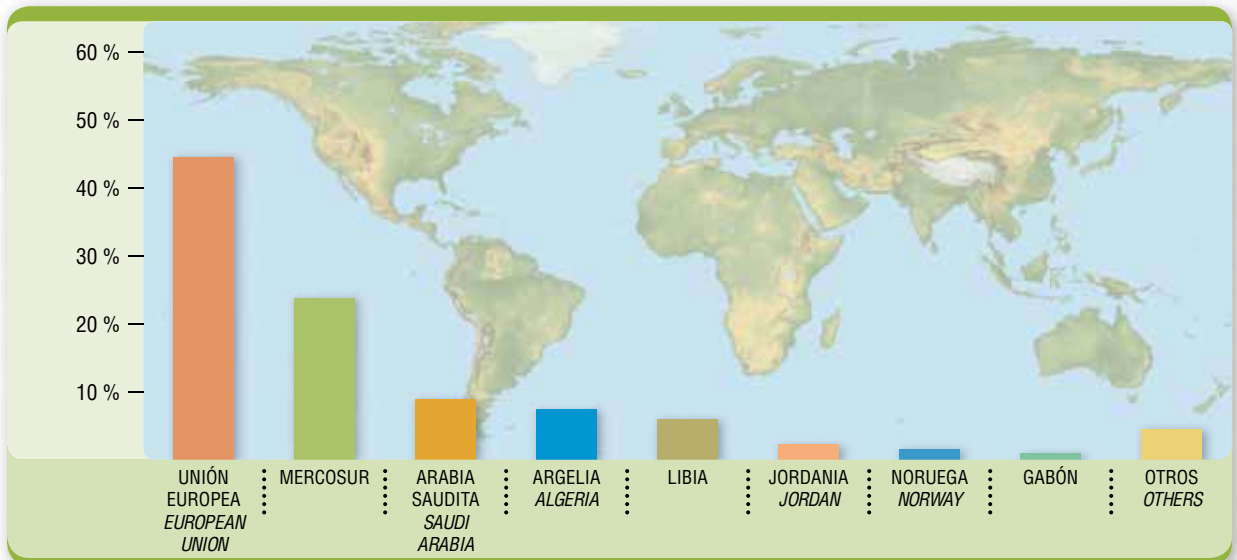 60 %
50 %
40 %
30 %
20 %
10 %
UNIÓN
EUROPEA
EUROPEAN
UNION
MERCOSUR
ARABIA
SAUDITA
SAUDI
ARABIA
ARGELIA
ALGERIA
LIBIA
JORDANIA
JORDAN
NORUEGA
NORWAY
GABÓN
OTROS
OTHERS